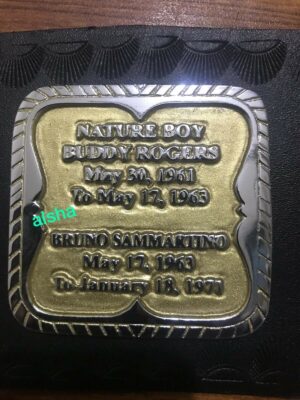 NATURE BOY
BUDDY ROGERS
May 30, 1961
To May 17, 1963
alsha
BRUNO SAMMARTINO
May 17, 1963
To January 18, 1971